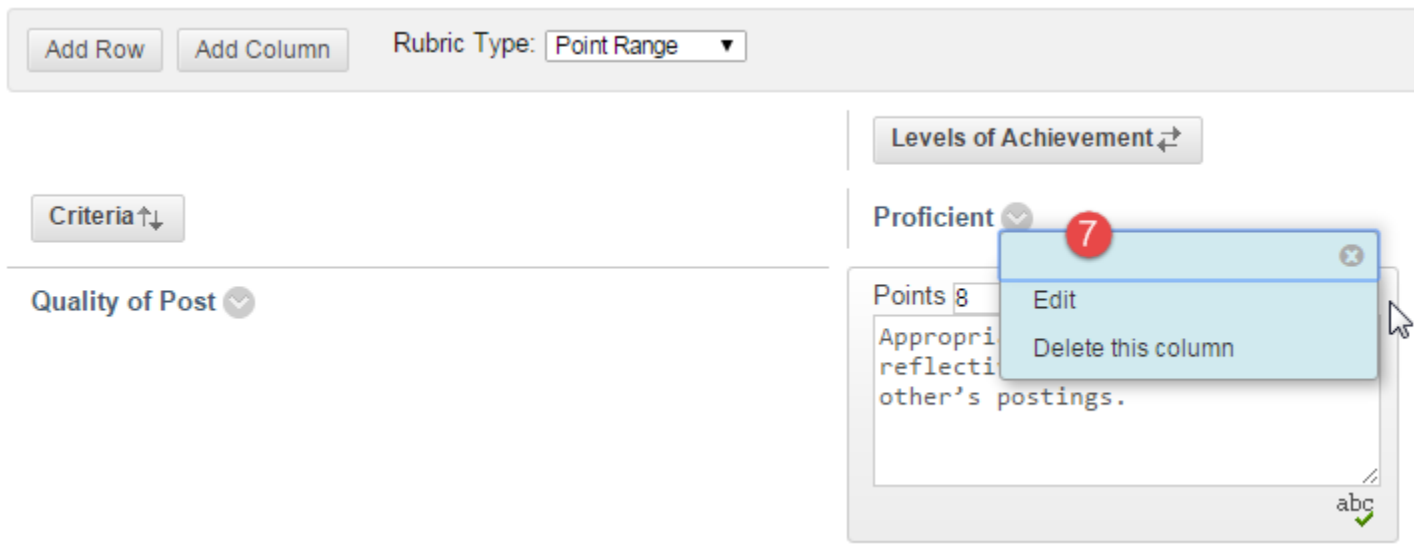 Add Row Add Column Rubric Type: Point Range
Levels of Achievement
Criteria
Proficient
7
Quality of Post
Points 8
Edit
Delete this column
Appropri
reflecti
other’s postings.
abc